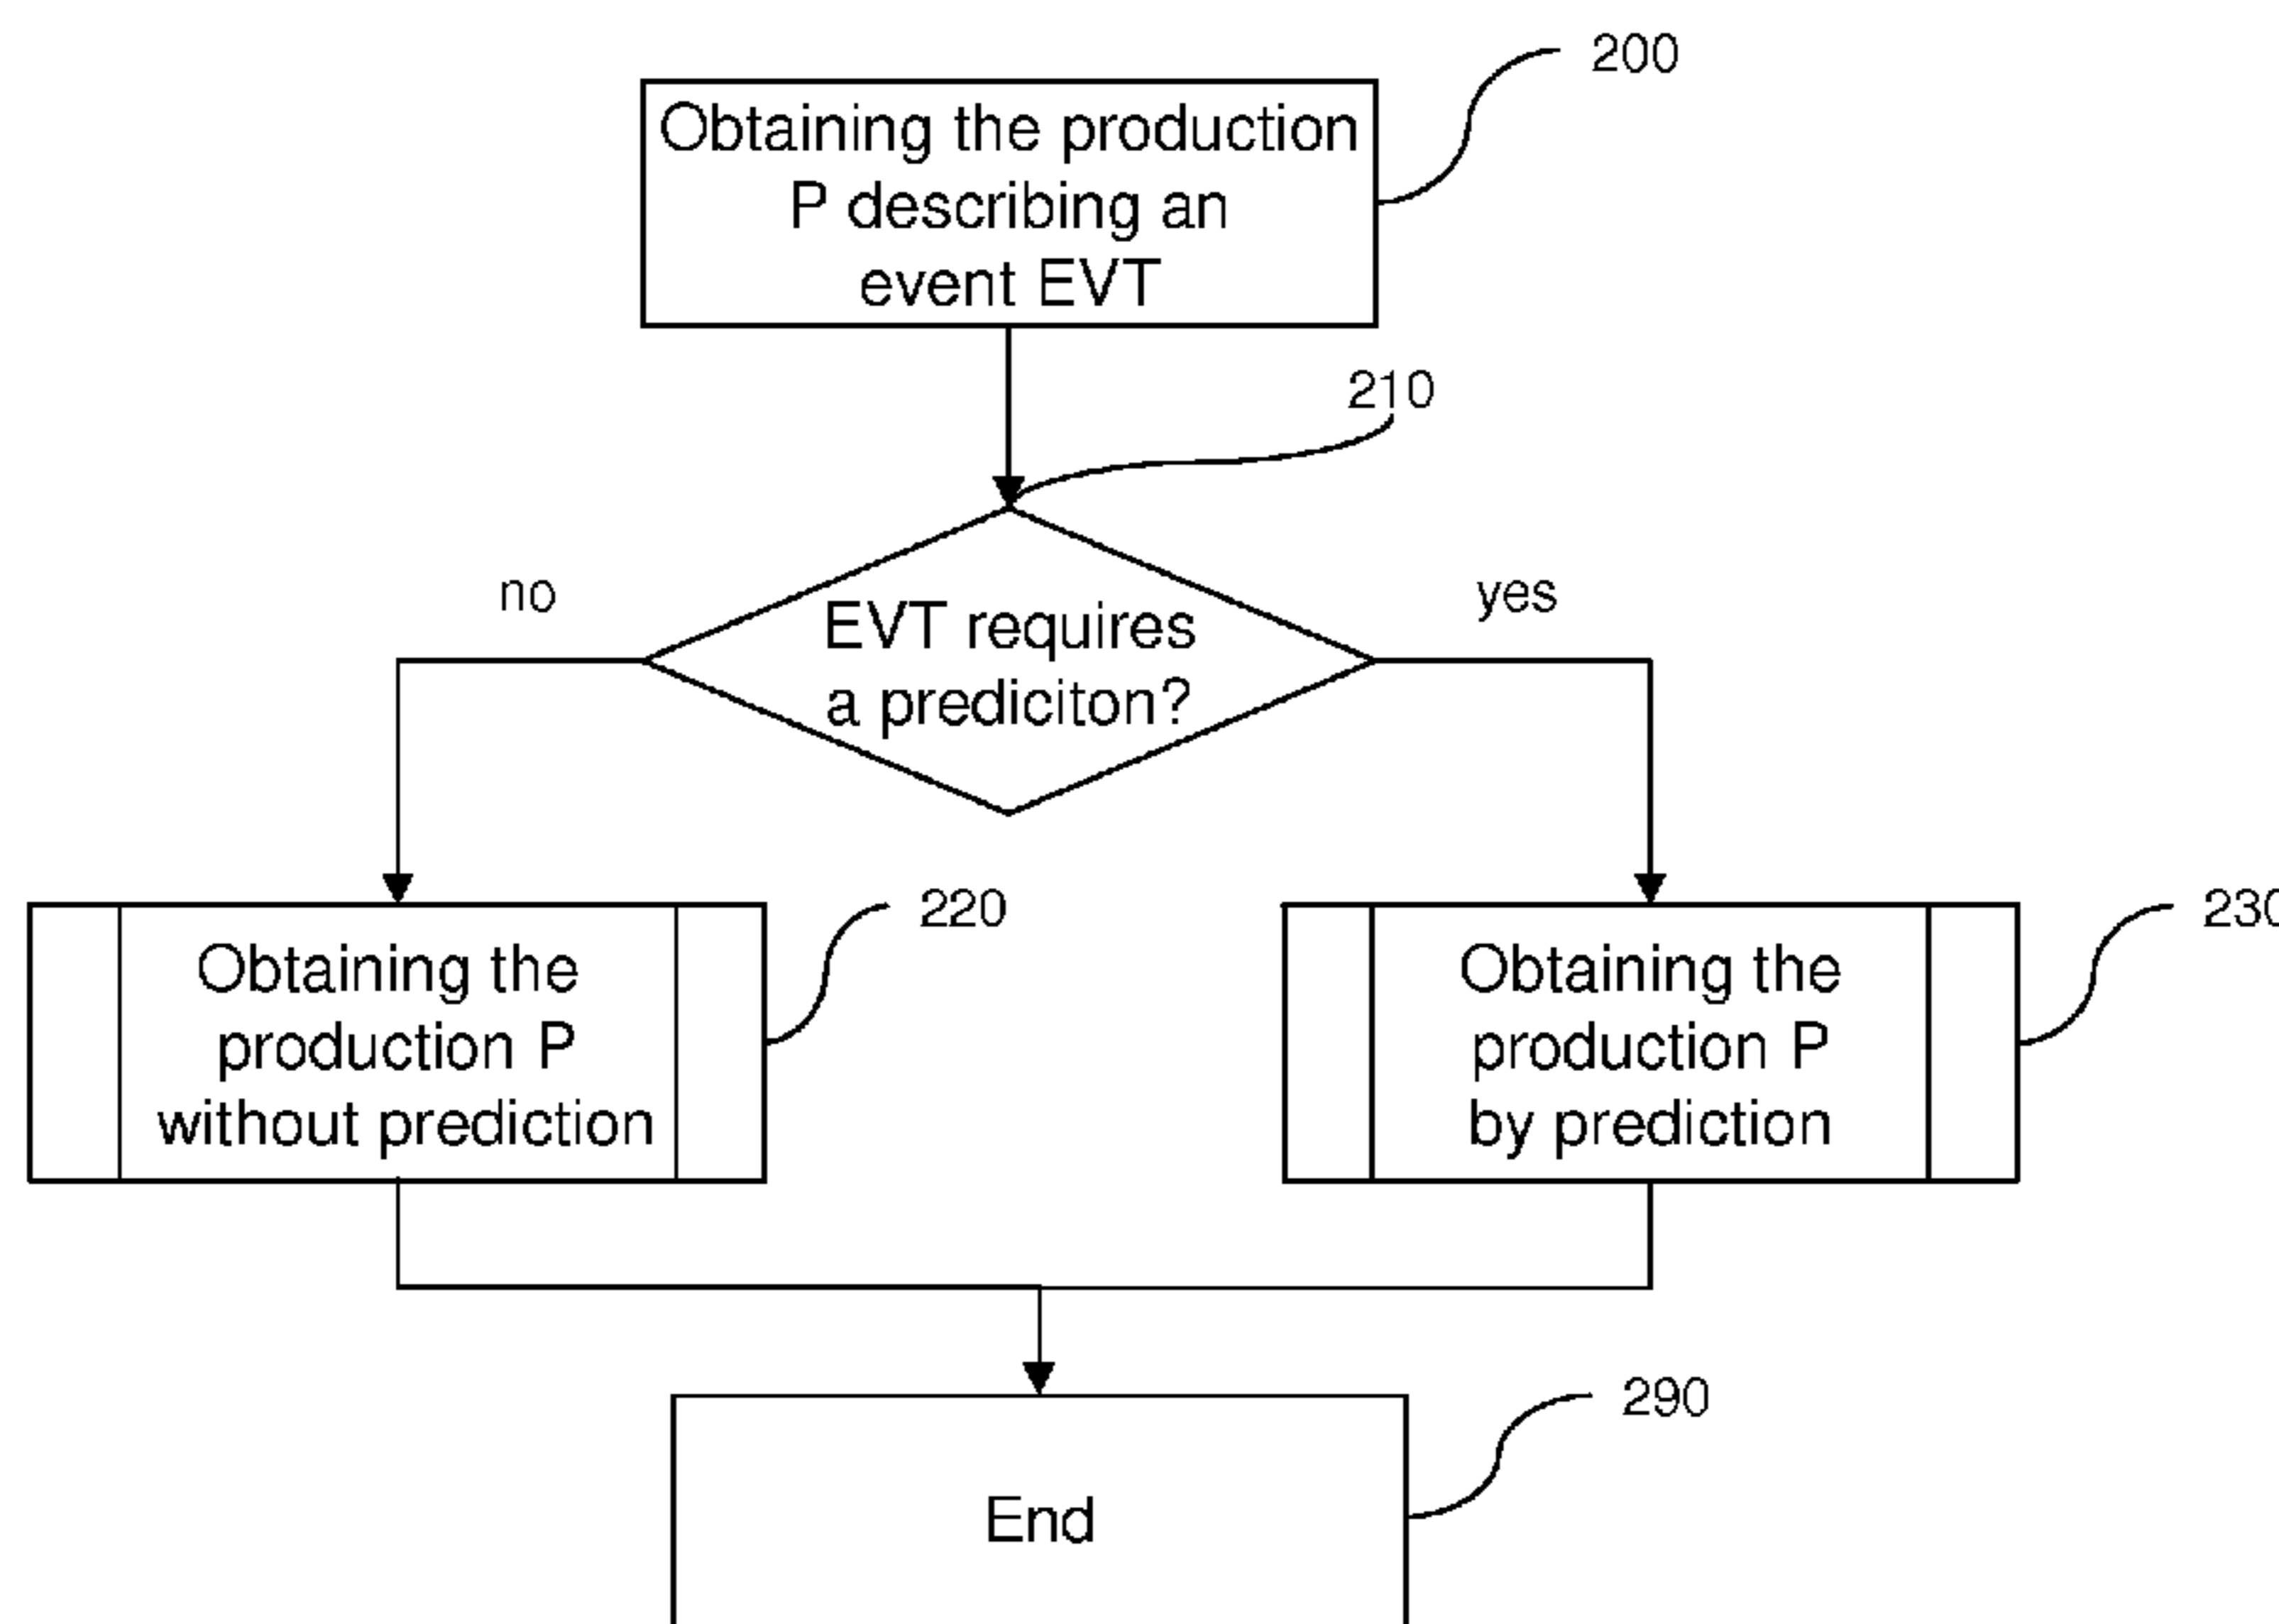 200
Obtaining the production
P describing an
event EVT
210
no
yes
EVT requires
a prediciton?
220
230
Obtaining the
production P
without prediction
Obtaining the
production P
by prediction
290
End